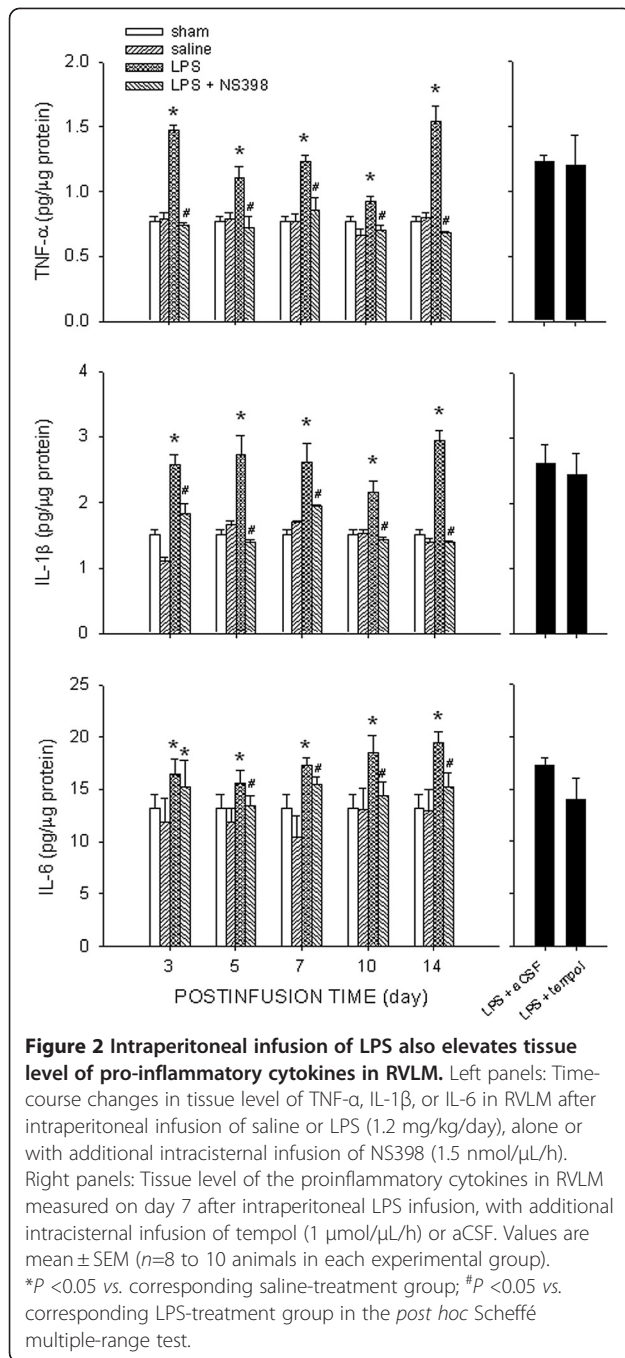 sham
saline
LPS
LPS + NS398
2.0
1.5
1.0
0.5
0.0
TNF-α (pg/μg protein)
* * * * *
# # # # #
4
3
2
1
0
IL-1β (pg/μg protein)
* * * * *
# # # # #
25
20
15
10
5
0
IL-6 (pg/μg protein)
* * * * * *
# # # #
3 5 7 10 14
POSTINFUSION TIME (day)
LPS + aCSF
LPS + tempol
Figure 2 Intraperitoneal infusion of LPS also elevates tissue
level of pro-inflammatory cytokines in RVLM. Left panels: Time-
course changes in tissue level of TNF-α, IL-1β, or IL-6 in RVLM after
intraperitoneal infusion of saline or LPS (1.2 mg/kg/day), alone or
with additional intracisternal infusion of NS398 (1.5 nmol/μL/h).
Right panels: Tissue level of the proinflammatory cytokines in RVLM
measured on day 7 after intraperitoneal LPS infusion, with additional
intracisternal infusion of tempol (1 μmol/μL/h) or aCSF. Values are
mean ± SEM (n=8 to 10 animals in each experimental group).
*P <0.05 vs. corresponding saline-treatment group; #P <0.05 vs.
corresponding LPS-treatment group in the post hoc Scheffé
multiple-range test.